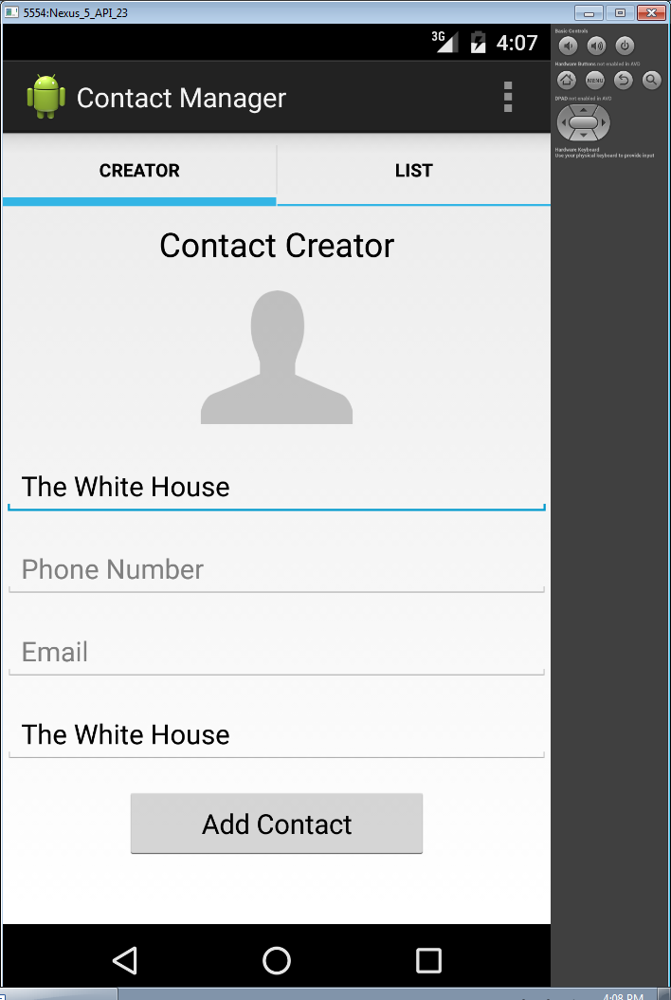 5554:Nexus_5_API_23
3G 4:07
Basic Controls
Contact Manager
Hardware Buttons not enabled in AVD
MENU
DPAD not enabled in AVD
Hardware Keyboard
Use your physical keyboard to provide input
CREATOR LIST
Contact Creator
The White House
Phone Number
Email
The White House
Add Contact
4:08 PM